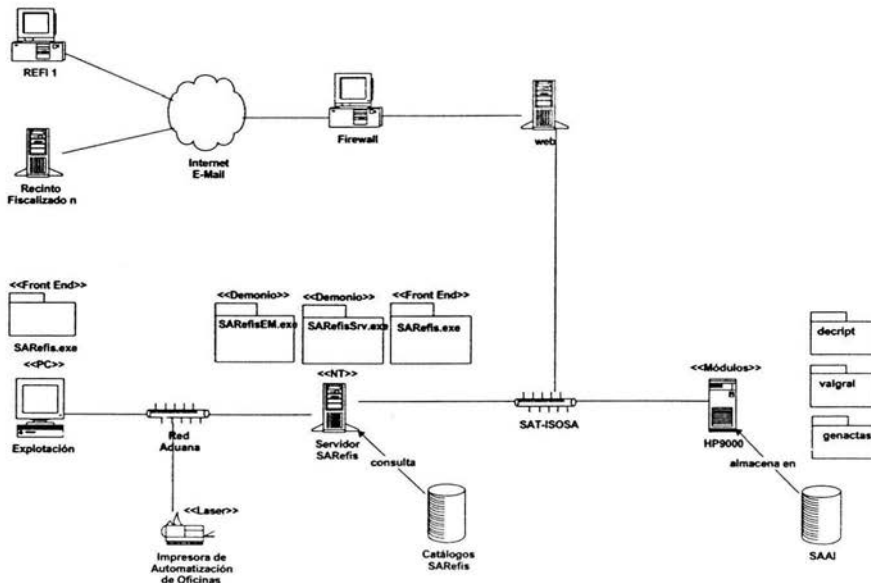 REFI 1
Recinto
Fiscalizado n
Internet
E-Mail
Firewall
web
<<Front End>>
SARefis.exe
<<PC>>
Explotación
<<Demonio>>
SARefisEM.exe
<<Demonio>>
SARefisSrv.exe
<<Front End>>
SARefis.exe
<<NT>>
Servidor
SARefis
Red
Aduana
<<Laser>>
Impresora de
Automatización
de Oficinas
consulta
Catálogos
SARefis
SAT-ISOSA
<<Módulos>>
HP9000
almacena en
SAAI
decript
valgral
genactas